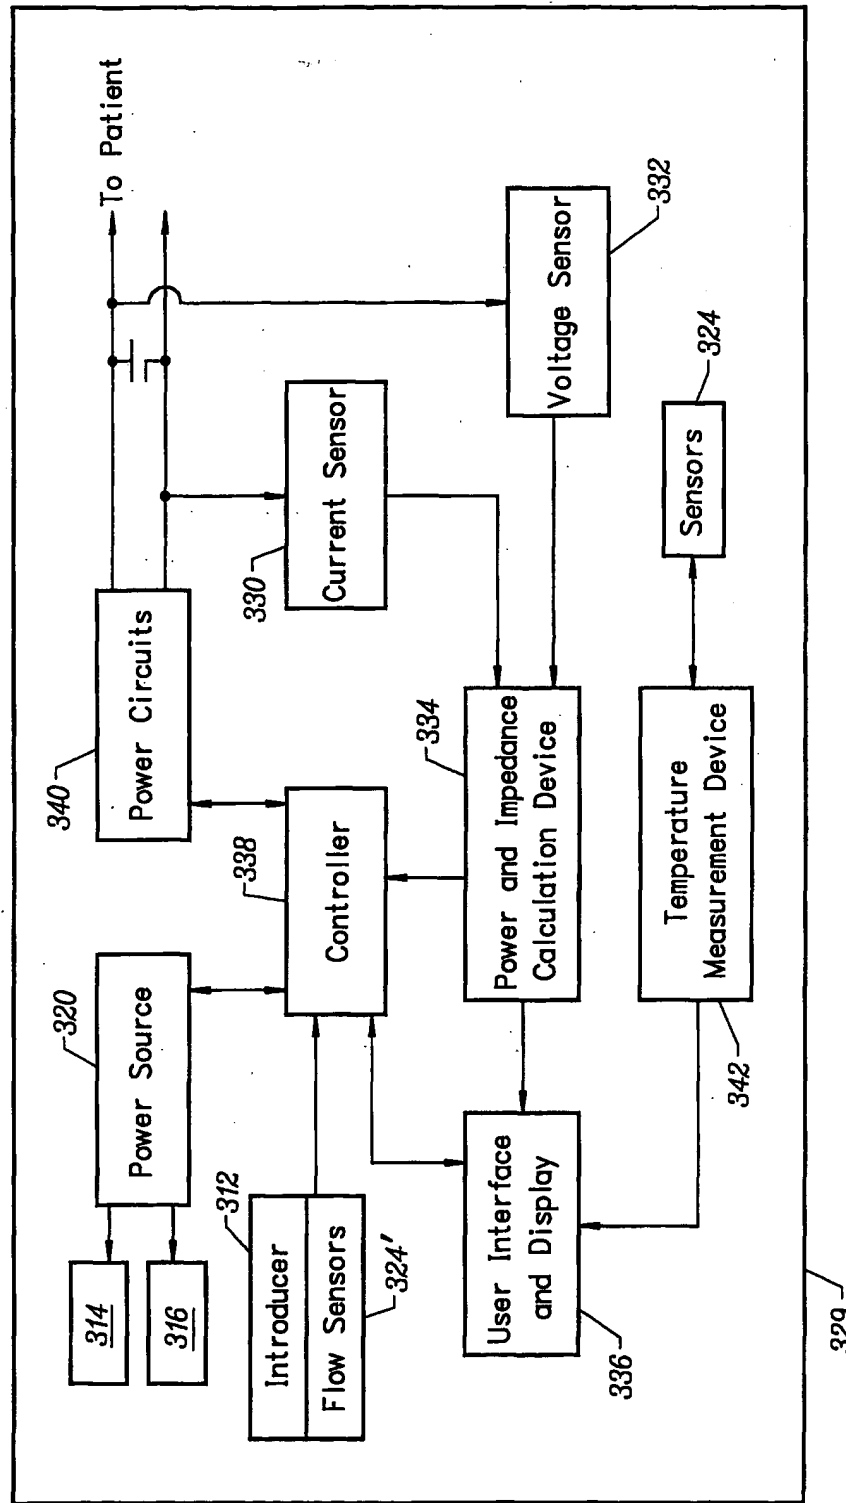 314
316
320
Power Source
340
Power Circuits
To Patient
312
Introducer
Flow Sensors
324'
338
Controller
330
Current Sensor
336
User Interface
and Display
334
Power and Impedance
Calculation Device
Voltage Sensor
332
342
Temperature
Measurement Device
Sensors
324
329